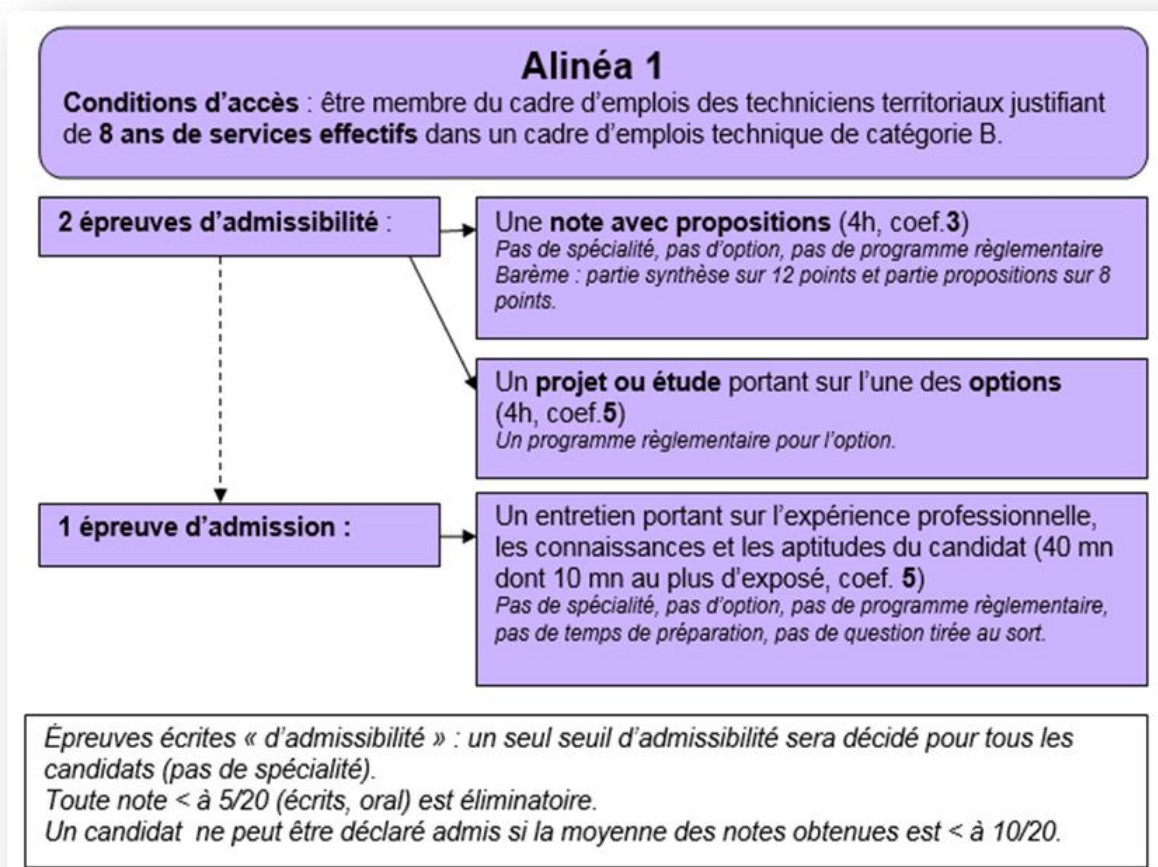 Alinéa 1
Conditions d'accès : être membre du cadre d'emplois des techniciens territoriaux justifiant
de 8 ans de services effectifs dans un cadre d'emplois technique de catégorie B.
2 épreuves d'admissibilité :
Une note avec propositions (4h, coef.3)
Pas de spécialité, pas d'option, pas de programme règlementaire
Barème : partie synthèse sur 12 points et partie propositions sur 8
points.
Un projet ou étude portant sur l'une des options
(4h, coef.5)
Un programme règlementaire pour l'option.
1 épreuve d'admission :
Un entretien portant sur l'expérience professionnelle,
les connaissances et les aptitudes du candidat (40 mn
dont 10 mn au plus d'exposé, coef. 5)
Pas de spécialité, pas d'option, pas de programme règlementaire,
pas de temps de préparation, pas de question tirée au sort.
Épreuves écrites « d'admissibilité » : un seul seuil d'admissibilité sera décidé pour tous les
candidats (pas de spécialité).
Toute note < à 5/20 (écrits, oral) est éliminatoire.
Un candidat ne peut être déclaré admis si la moyenne des notes obtenues est < à 10/20.